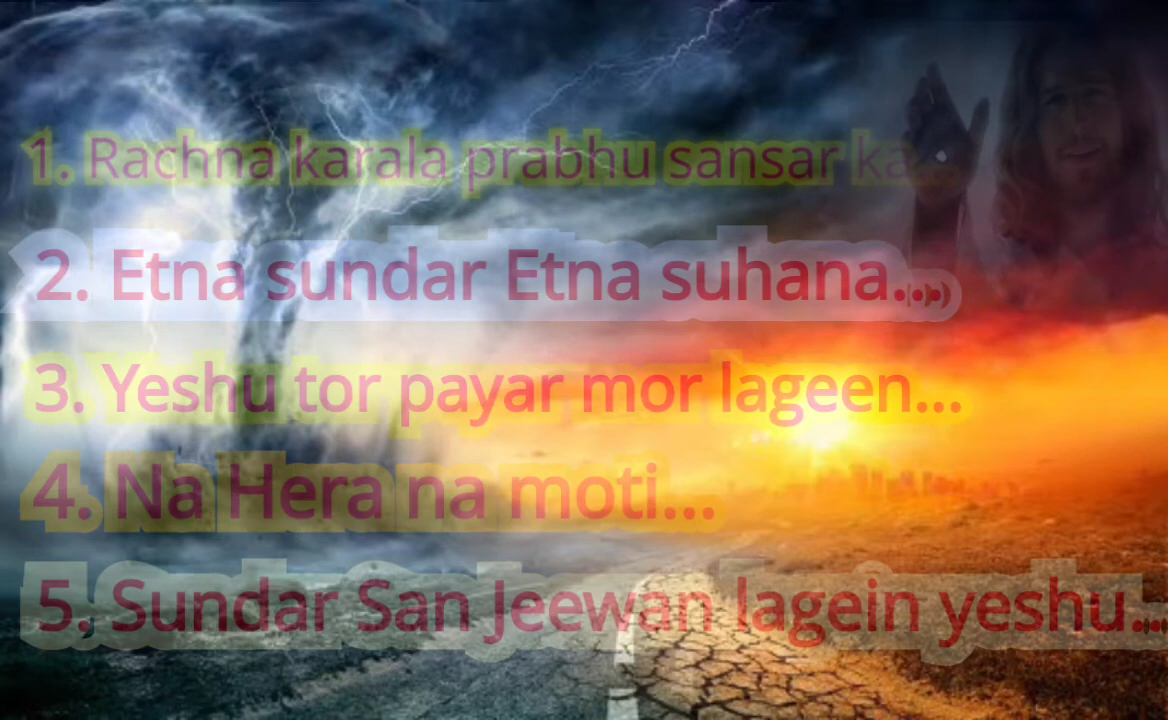 1. Rachna karala prabhu sansar ka...
2. Etna sundar Etna suhana...
3. Yeshu tor payar mor lageen...
4. Na Hera na moti...
5. Sundar San Jeewan lagein yeshu...